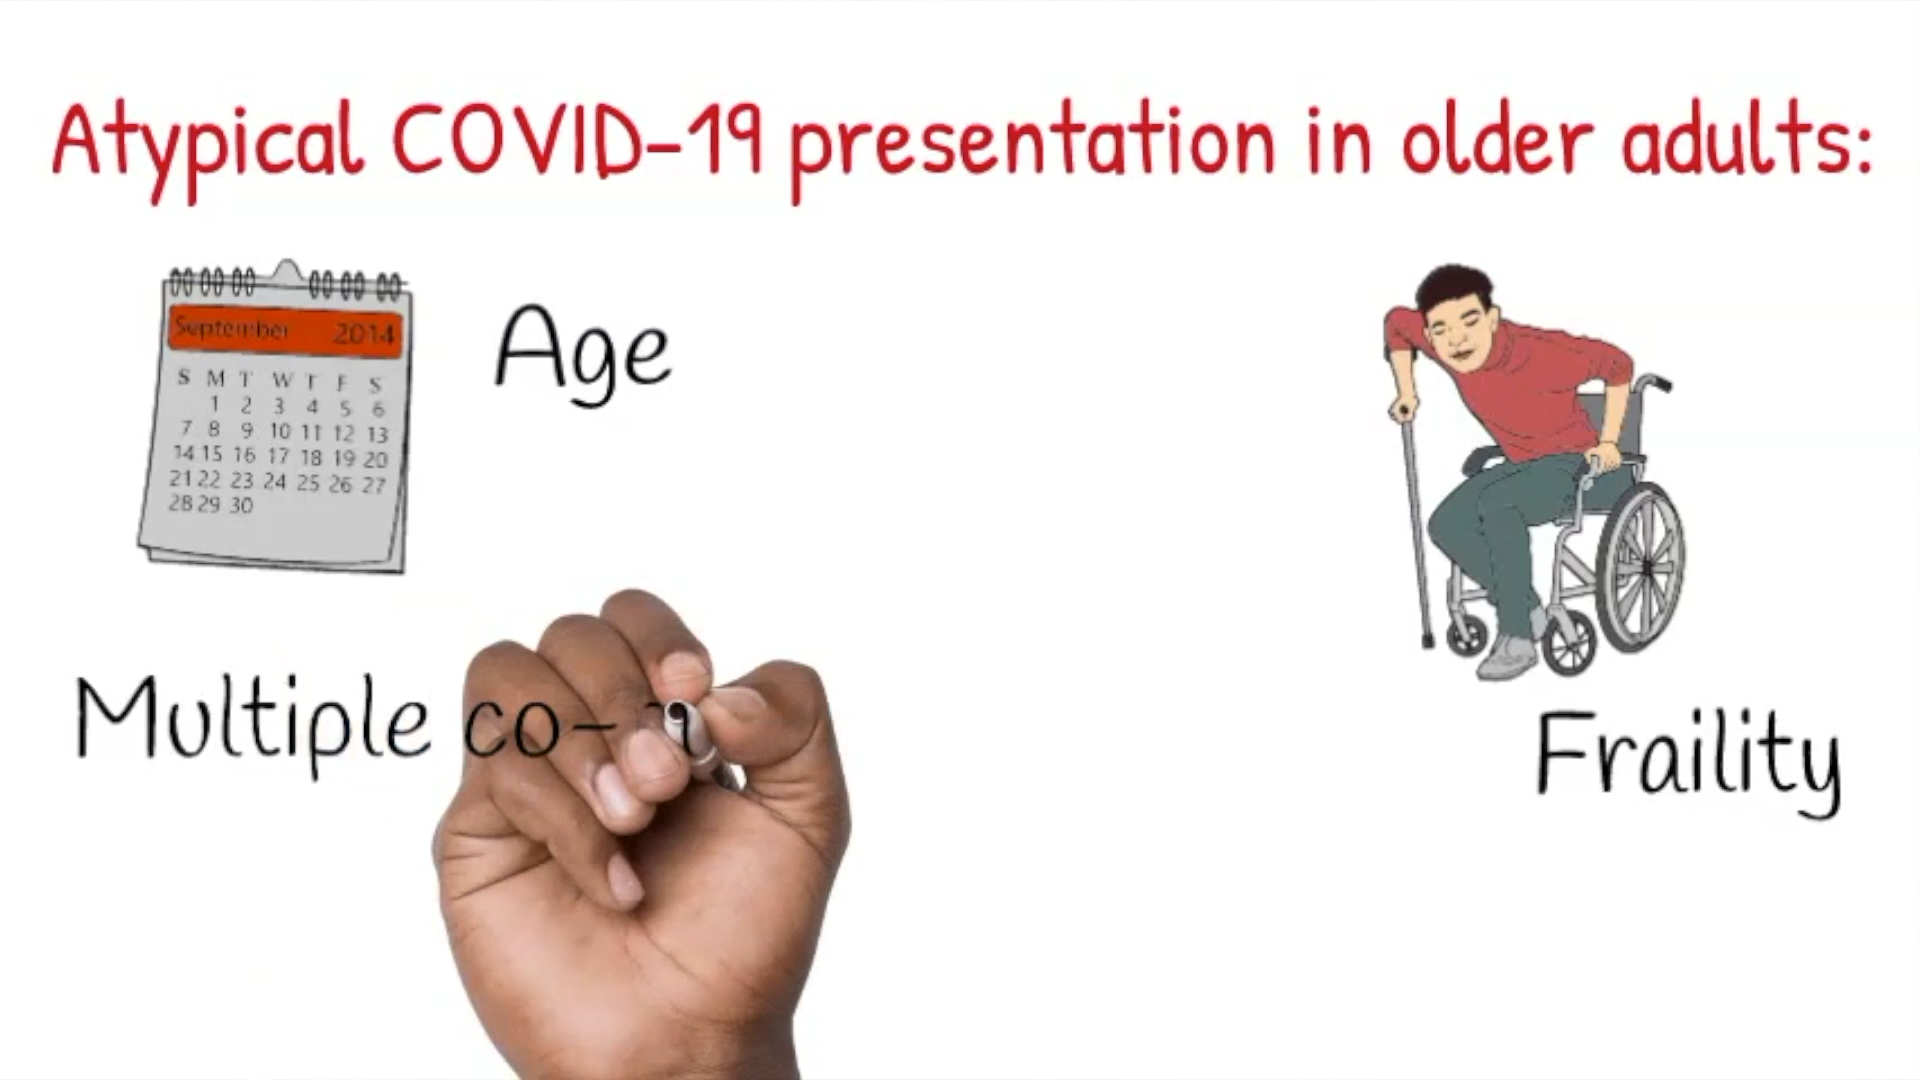 Atypical COVID-19 presentation in older adults:
September 2014
S M T W T F S
1 2 3 4 5 6
7 8 9 10 11 12 13
14 15 16 17 18 19 20
21 22 23 24 25 26 27
28 29 30
Age
Multiple co-
Fraility